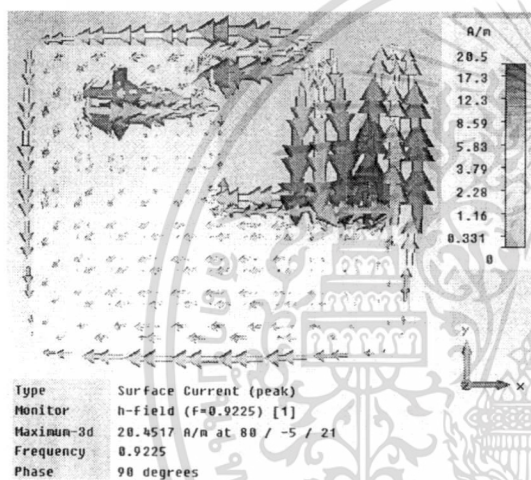 A/m
20.5
17.3
12.3
8.59
5.83
3.79
2.28
1.16
0.331
0
y
x
Type Surface Current (peak)
Monitor h-field (f=0.9225) [1]
Maximum-3d 20.4517 A/m at 80 / -5 / 21
Frequency 0.9225
Phase 90 degrees